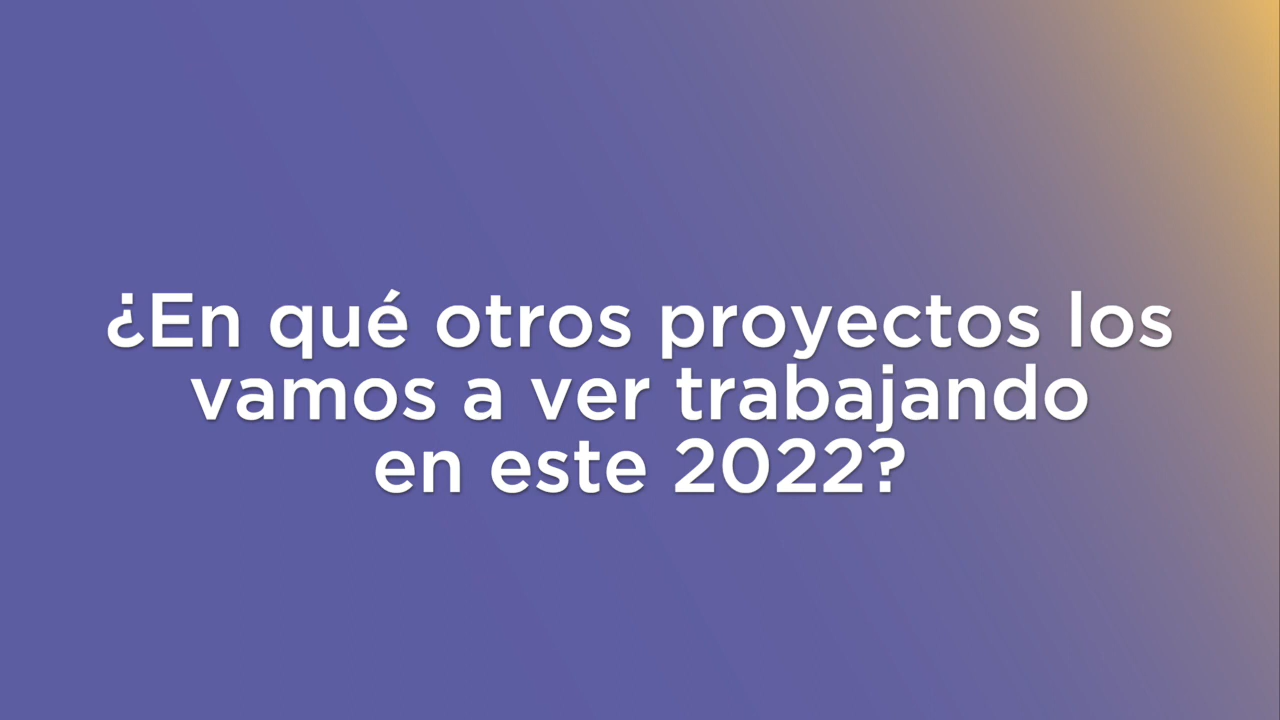 ¿En qué otros proyectos los
vamos a ver trabajando
en este 2022?